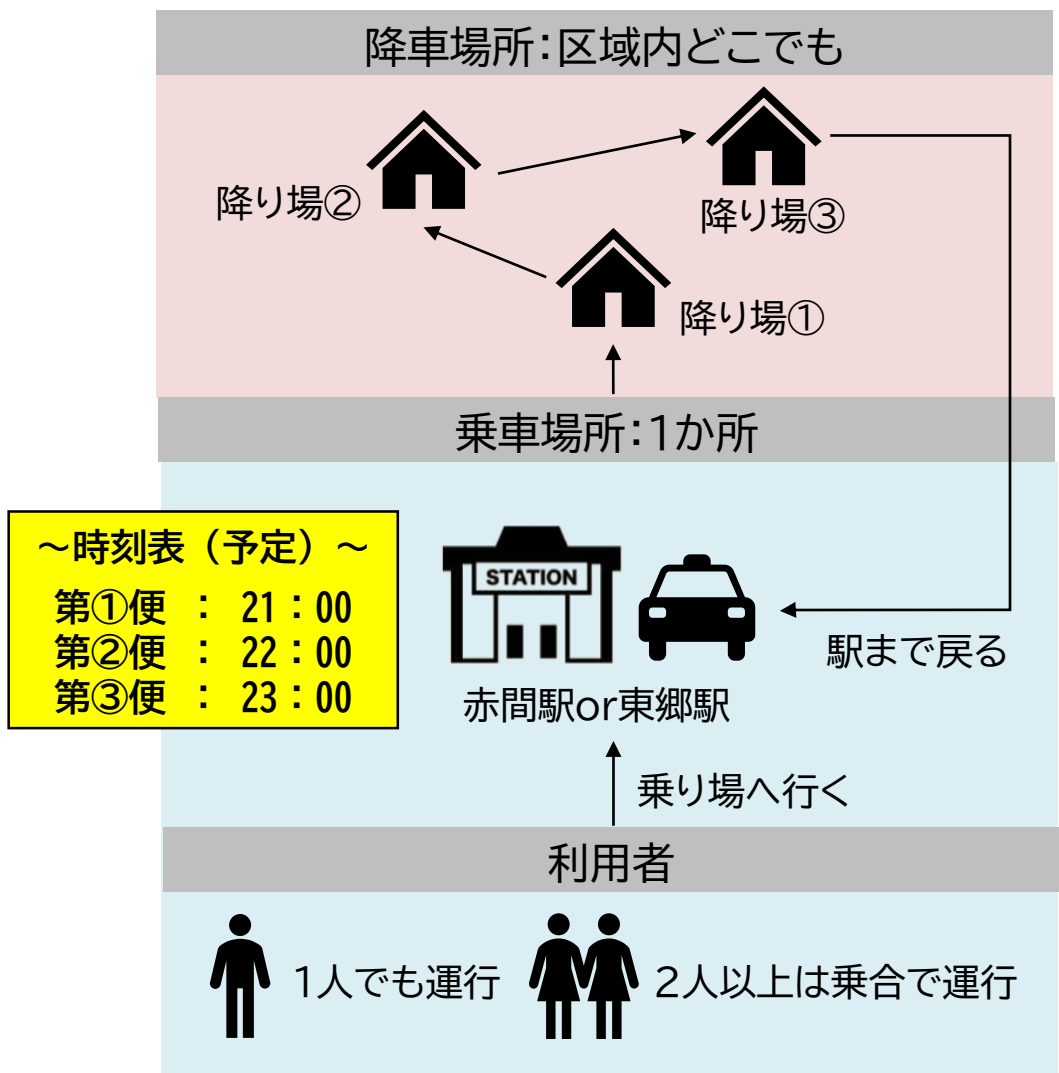 降車場所：区域内どこでも
降り場②
降り場③
降り場①
乗車場所：1か所
～時刻表（予定）～
第①便 ： 21：00
第②便 ： 22：00
第③便 ： 23：00
STATION
駅まで戻る
赤間駅or東郷駅
乗り場へ行く
利用者
1人でも運行
2人以上は乗合で運行